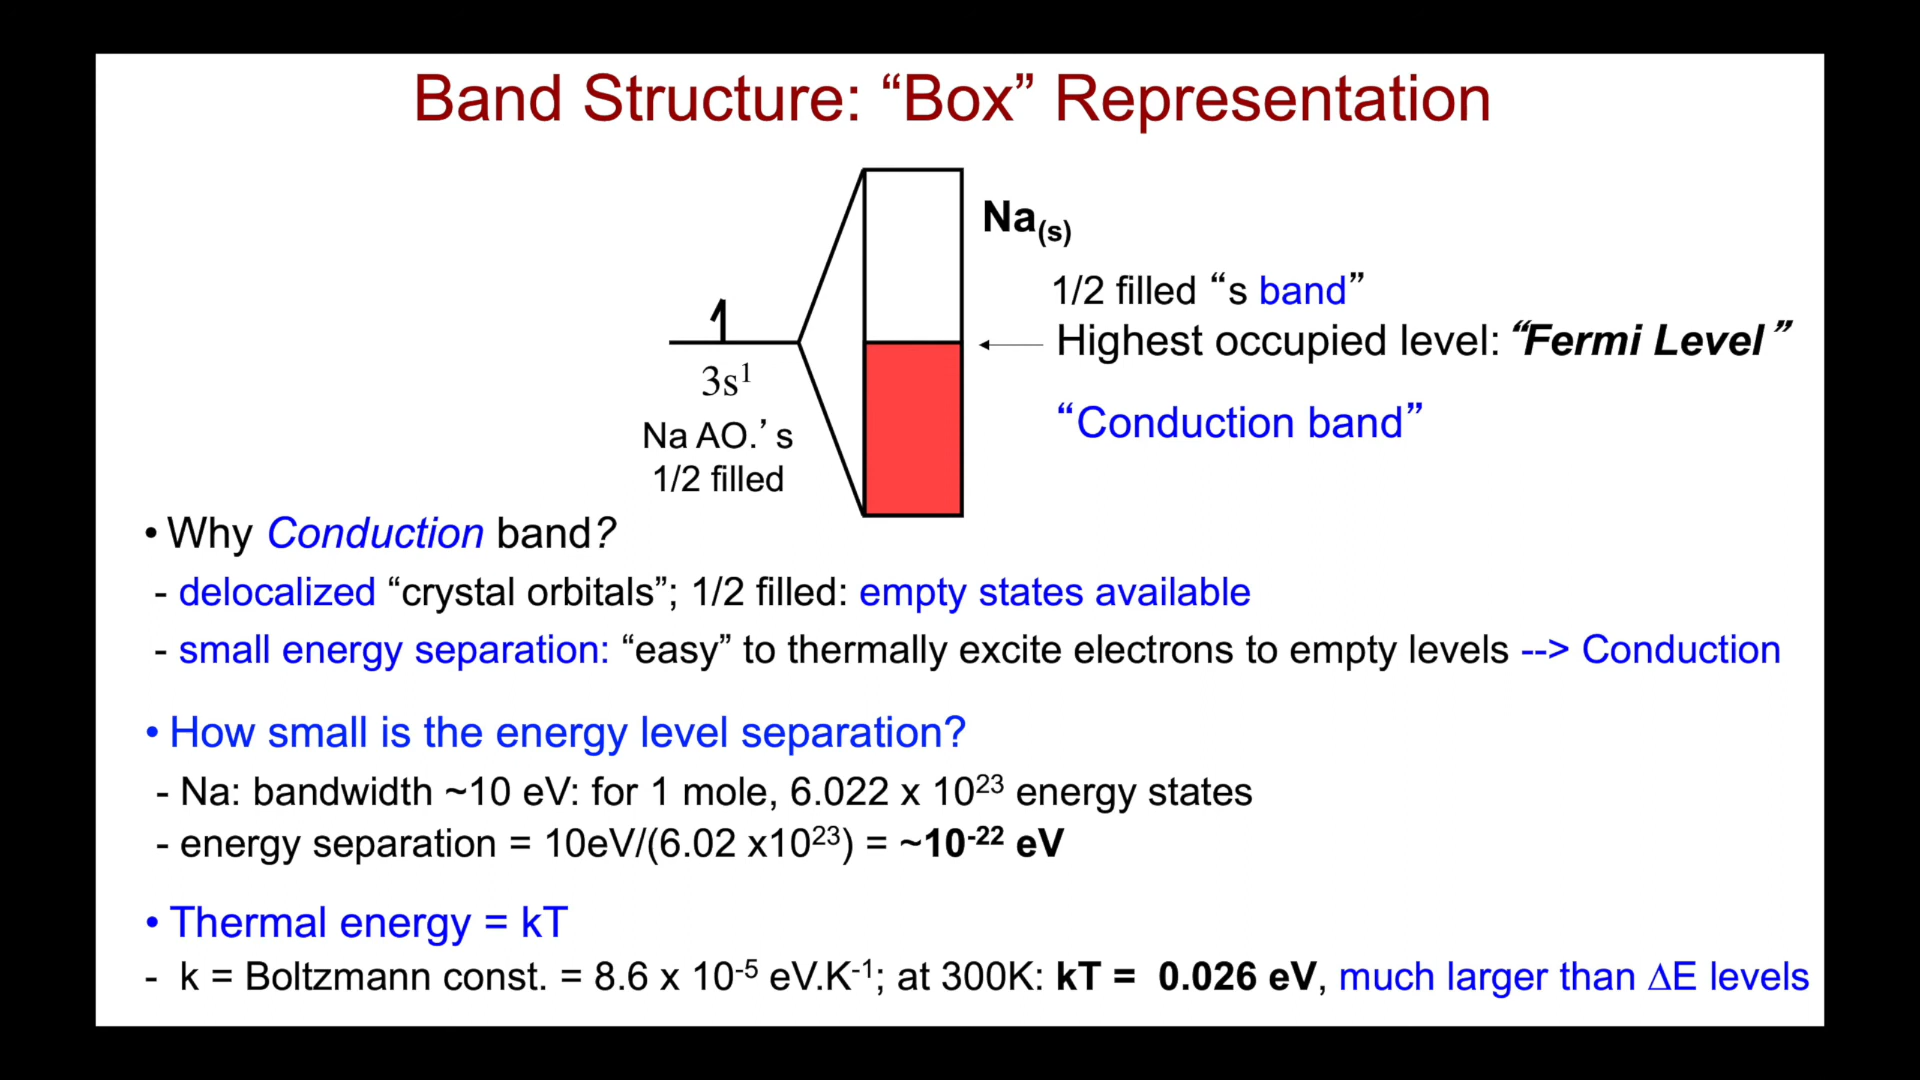 Band Structure: “Box” Representation
Na(s)
1/2 filled “s band”
Highest occupied level: “Fermi Level”
“Conduction band”
3s¹
Na AO.’s
1/2 filled
• Why Conduction band?
- delocalized “crystal orbitals”; 1/2 filled: empty states available
- small energy separation: “easy” to thermally excite electrons to empty levels --> Conduction
• How small is the energy level separation?
- Na: bandwidth ~10 eV: for 1 mole, 6.022 x 10²³ energy states
- energy separation = 10eV/(6.02 x10²³) = ~10⁻²² eV
• Thermal energy = kT
- k = Boltzmann const. = 8.6 x 10⁻⁵ eV.K⁻¹; at 300K: kT = 0.026 eV, much larger than ΔE levels